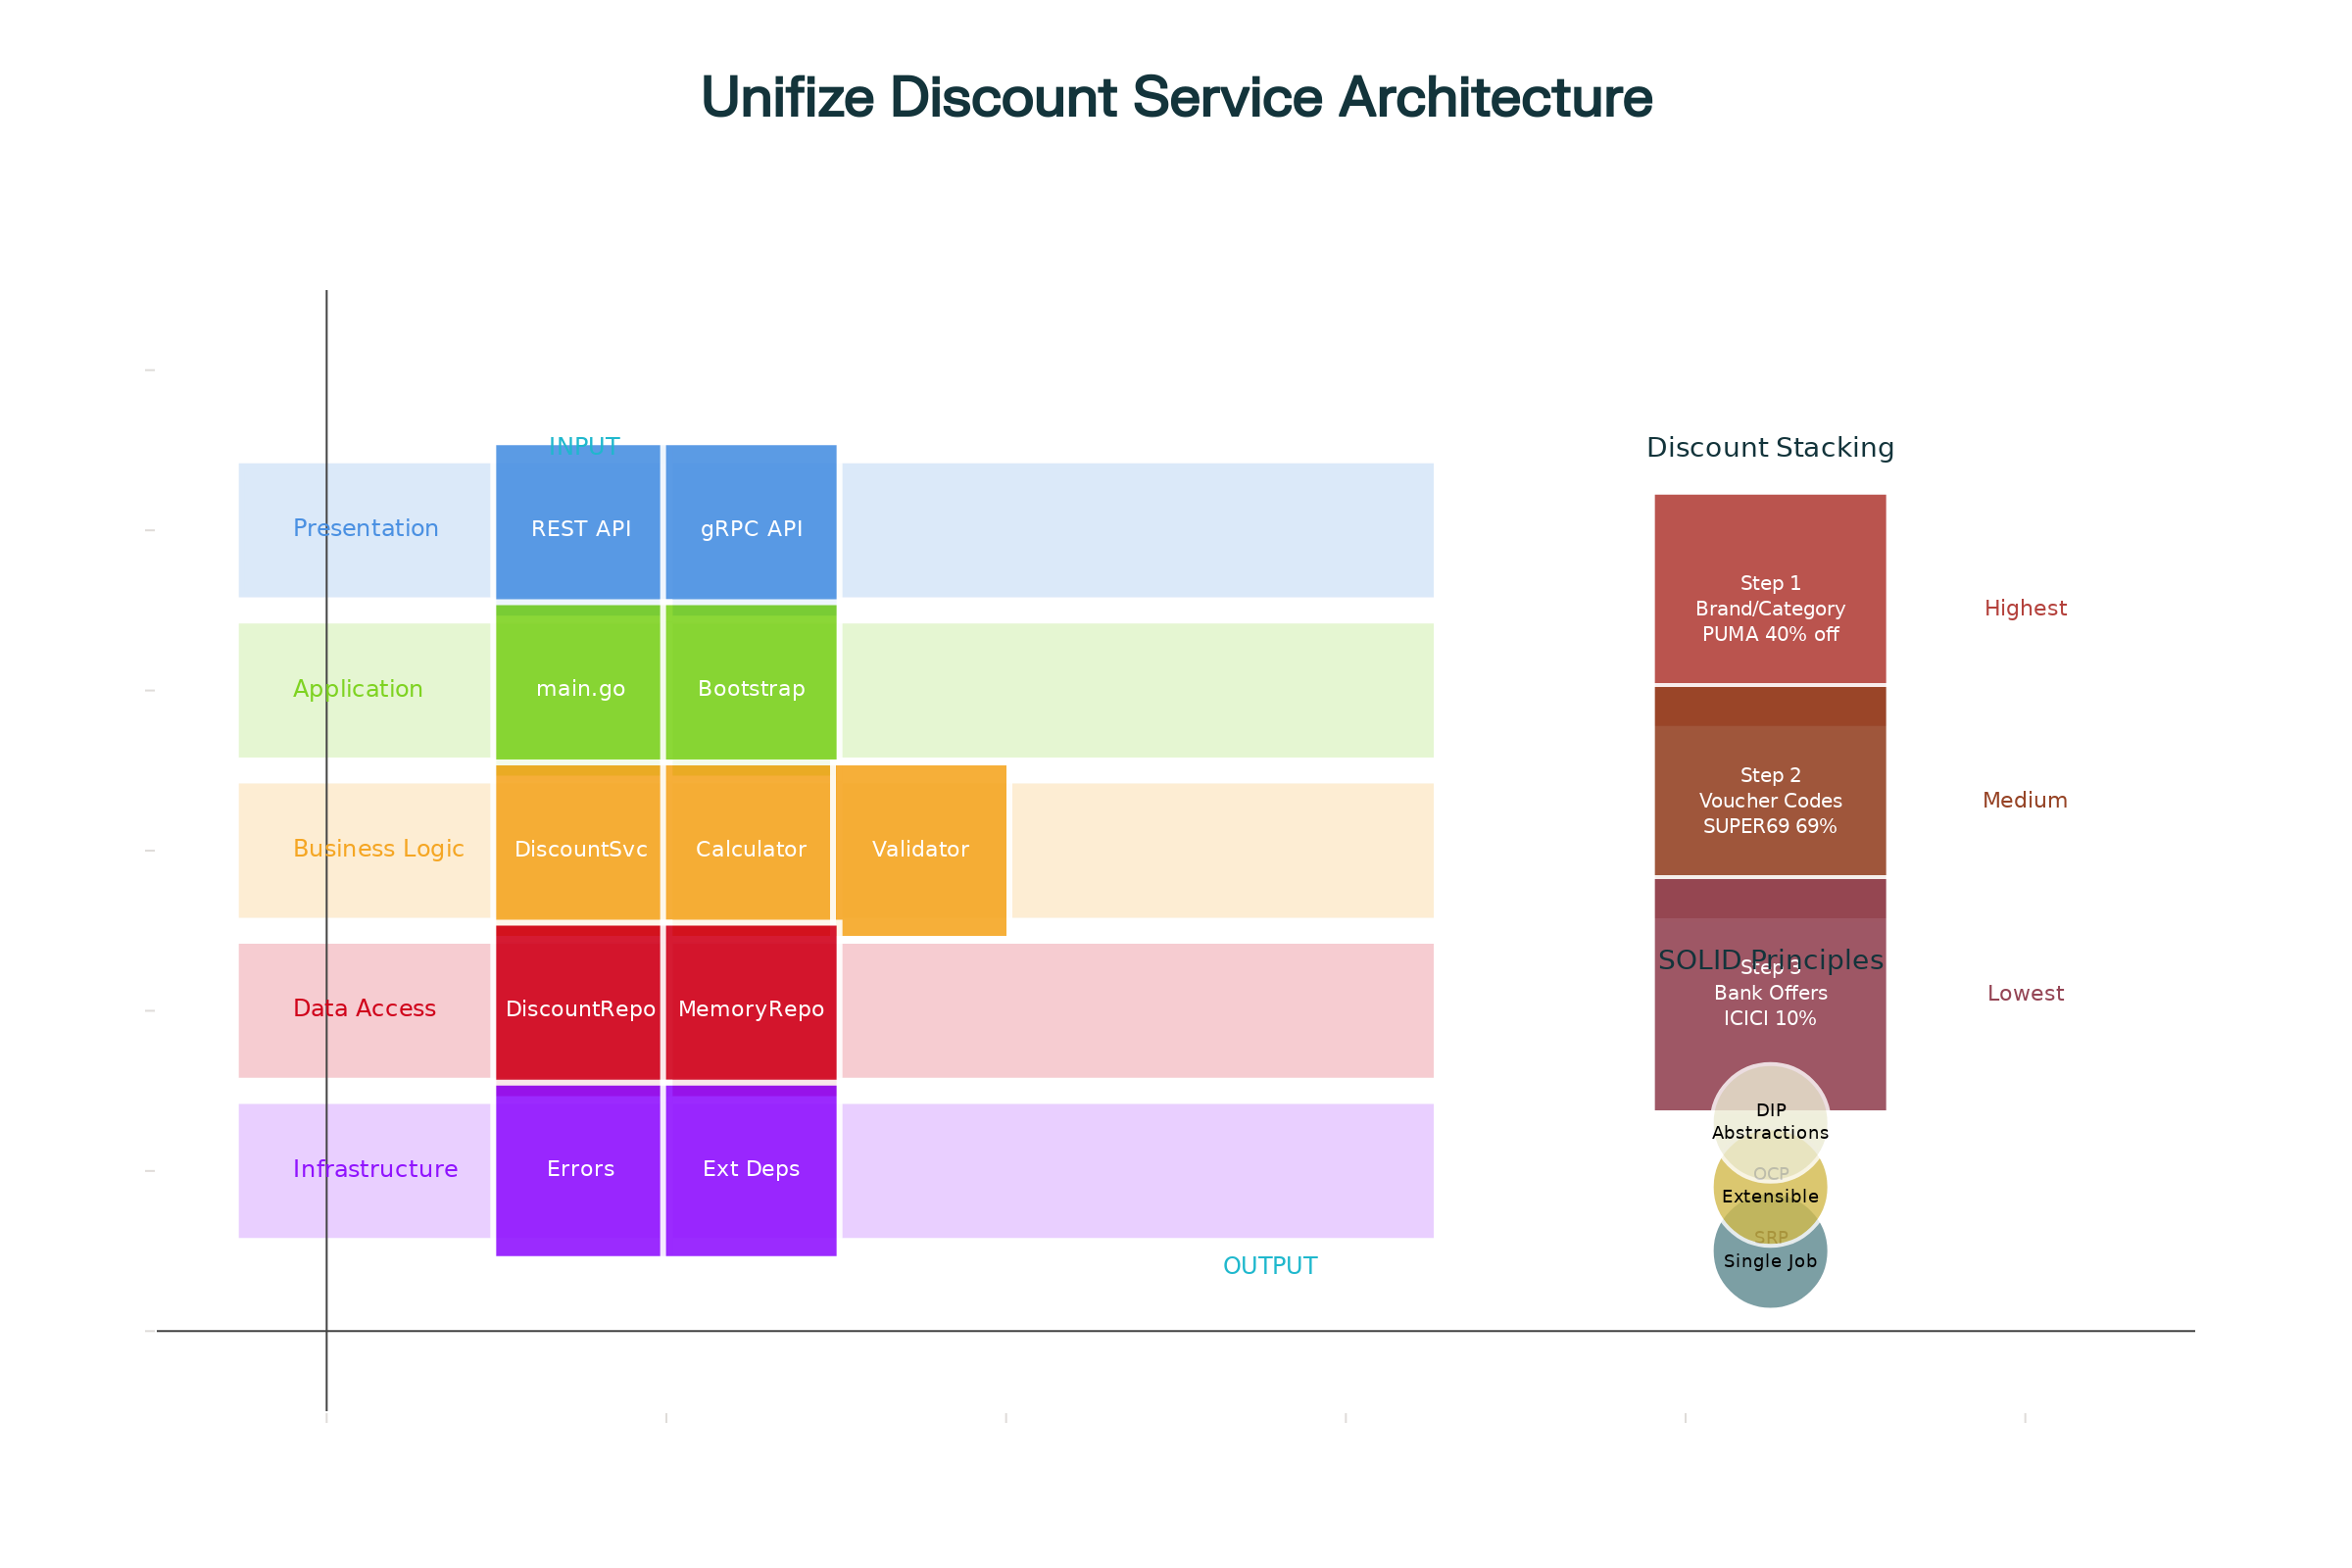 Unifize Discount Service Architecture
INPUT
Presentation
REST API
gRPC API
Application
main.go
Bootstrap
Business Logic
DiscountSvc
Calculator
Validator
Data Access
DiscountRepo
MemoryRepo
Infrastructure
Errors
Ext Deps
OUTPUT
Discount Stacking
Step 1
Brand/Category
PUMA 40% off
Highest
Step 2
Voucher Codes
SUPER69 69%
Medium
SOLID Principles
Step 3
Bank Offers
ICICI 10%
Lowest
DIP
Abstractions
OCP
Extensible
SRP
Single Job